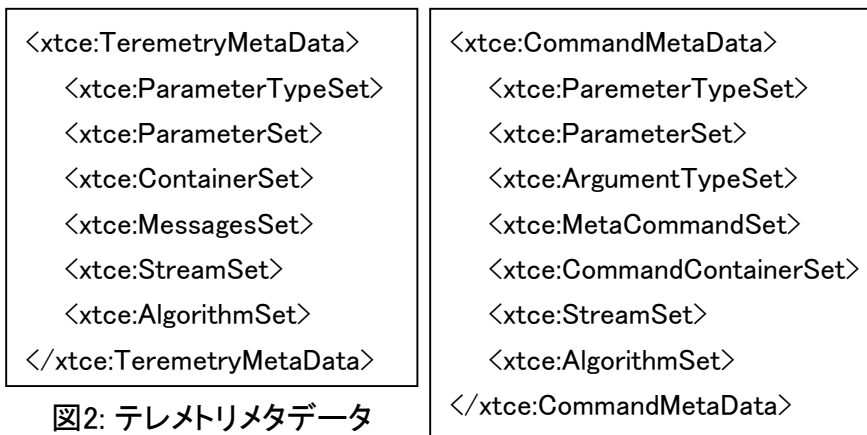 <xtce:TeremetryMetaData>
<xtce:ParameterTypeSet>
<xtce:ParameterSet>
<xtce:ContainerSet>
<xtce:MessagesSet>
<xtce:StreamSet>
<xtce:AlgorithmSet>
</xtce:TeremetryMetaData>
図2: テレメトリメタデータ
<xtce:CommandMetaData>
<xtce:ParemeterTypeSet>
<xtce:ParameterSet>
<xtce:ArgumentTypeSet>
<xtce:MetaCommandSet>
<xtce:CommandContainerSet>
<xtce:StreamSet>
<xtce:AlgorithmSet>
</xtce:CommandMetaData>